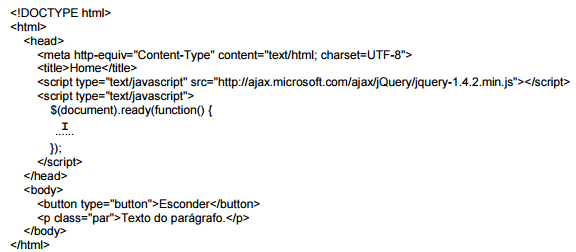 <!DOCTYPE html>
<html>
<head>
<meta http-equiv="Content-Type" content="text/html; charset=UTF-8">
<title>Home</title>
<script type="text/javascript" src="http://ajax.microsoft.com/ajax/jQuery/jquery-1.4.2.min.js"></script>
<script type="text/javascript">
$(document).ready(function() {
I
......
});
</script>
</head>
<body>
<button type="button">Esconder</button>
<p class="par">Texto do parágrafo.</p>
</body>
</html>